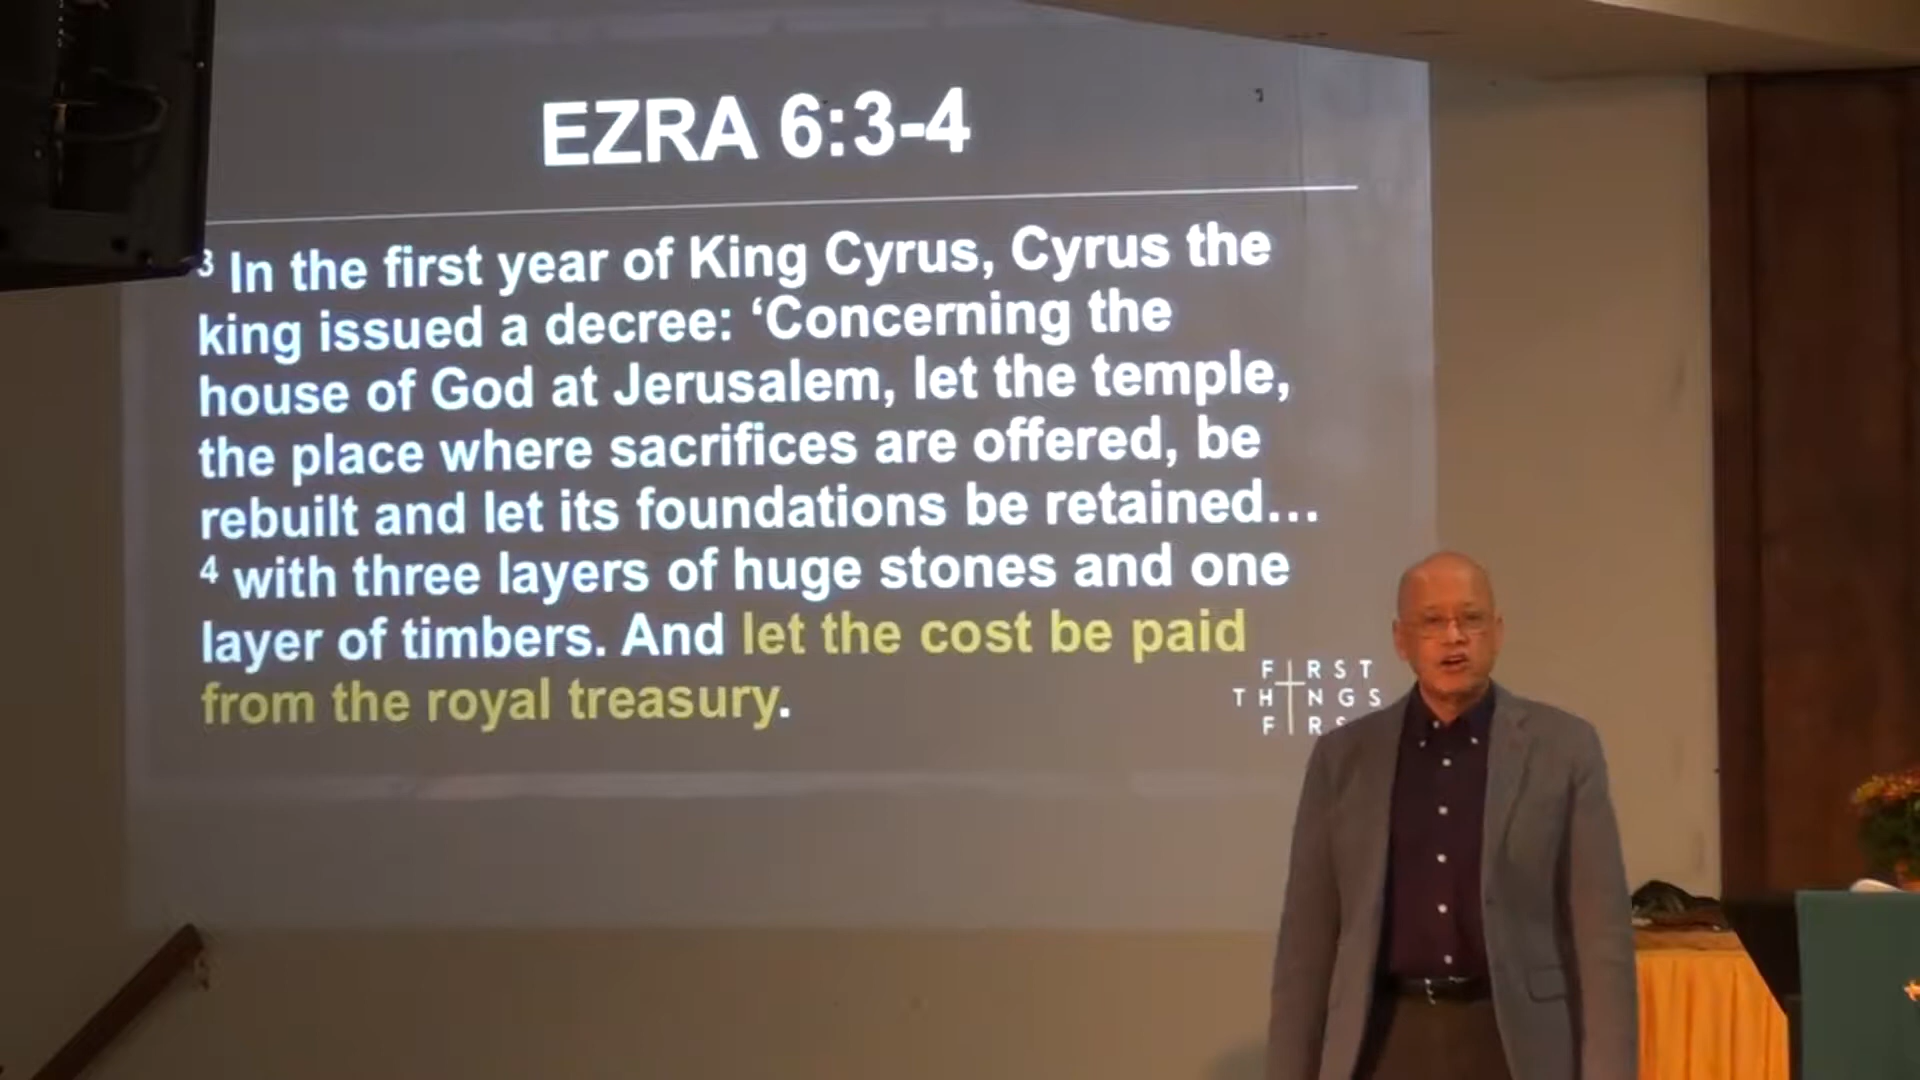 EZRA 6:3-4
3 In the first year of King Cyrus, Cyrus the
king issued a decree: ‘Concerning the
house of God at Jerusalem, let the temple,
the place where sacrifices are offered, be
rebuilt and let its foundations be retained…
4 with three layers of huge stones and one
layer of timbers. And let the cost be paid
from the royal treasury.
FIRST
THINGS
FIRS